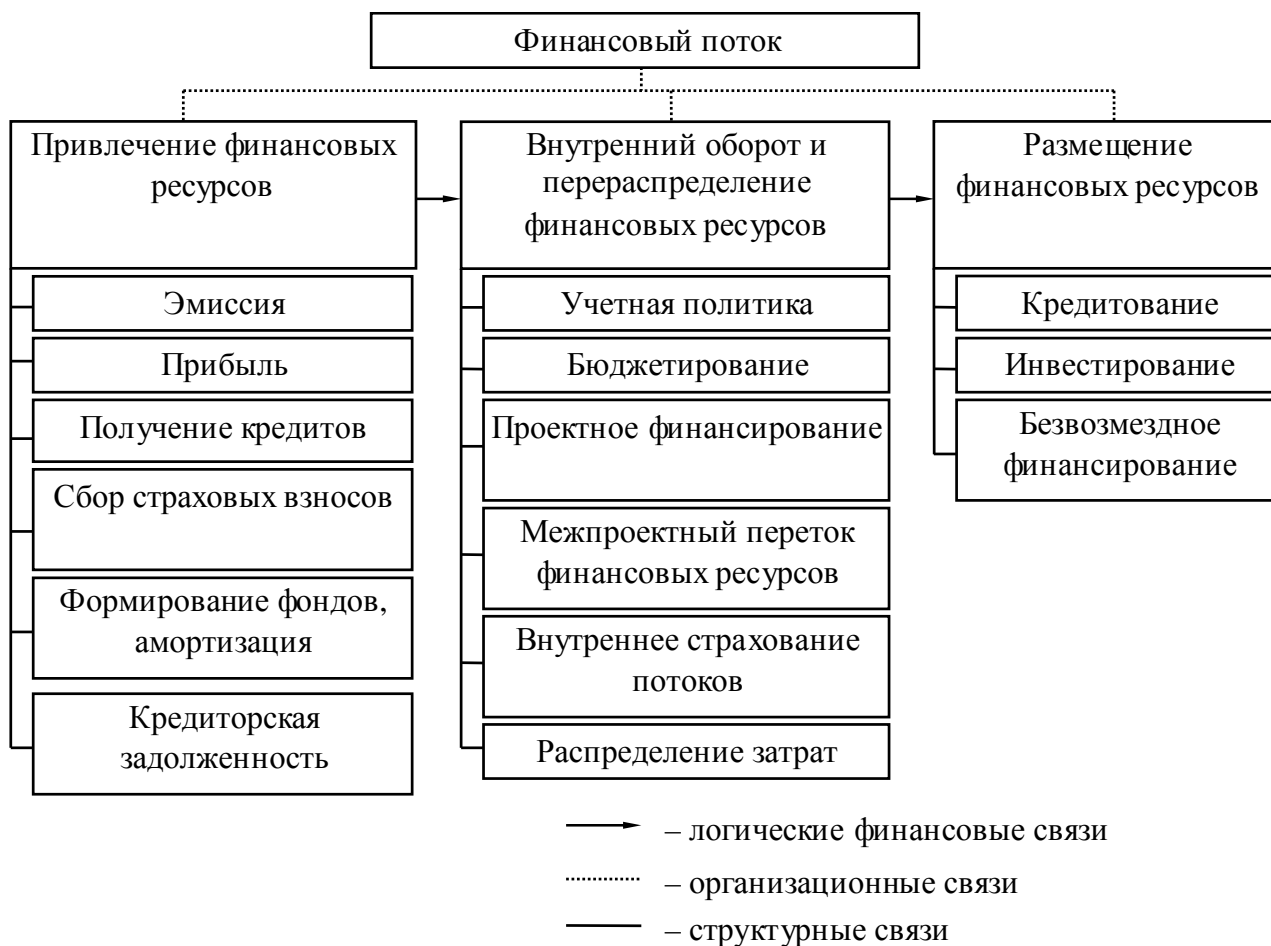 Финансовый поток
Привлечение финансовых
ресурсов
Эмиссия
Прибыль
Получение кредитов
Сбор страховых взносов
Формирование фондов,
амортизация
Кредиторская
задолженность
Внутренний оборот и
перераспределение
финансовых ресурсов
Учетная политика
Бюджетирование
Проектное финансирование
Межпроектный переток
финансовых ресурсов
Внутреннее страхование
потоков
Распределение затрат
Размещение
финансовых ресурсов
Кредитование
Инвестирование
Безвозмездное
финансирование
– логические финансовые связи
– организационные связи
– структурные связи